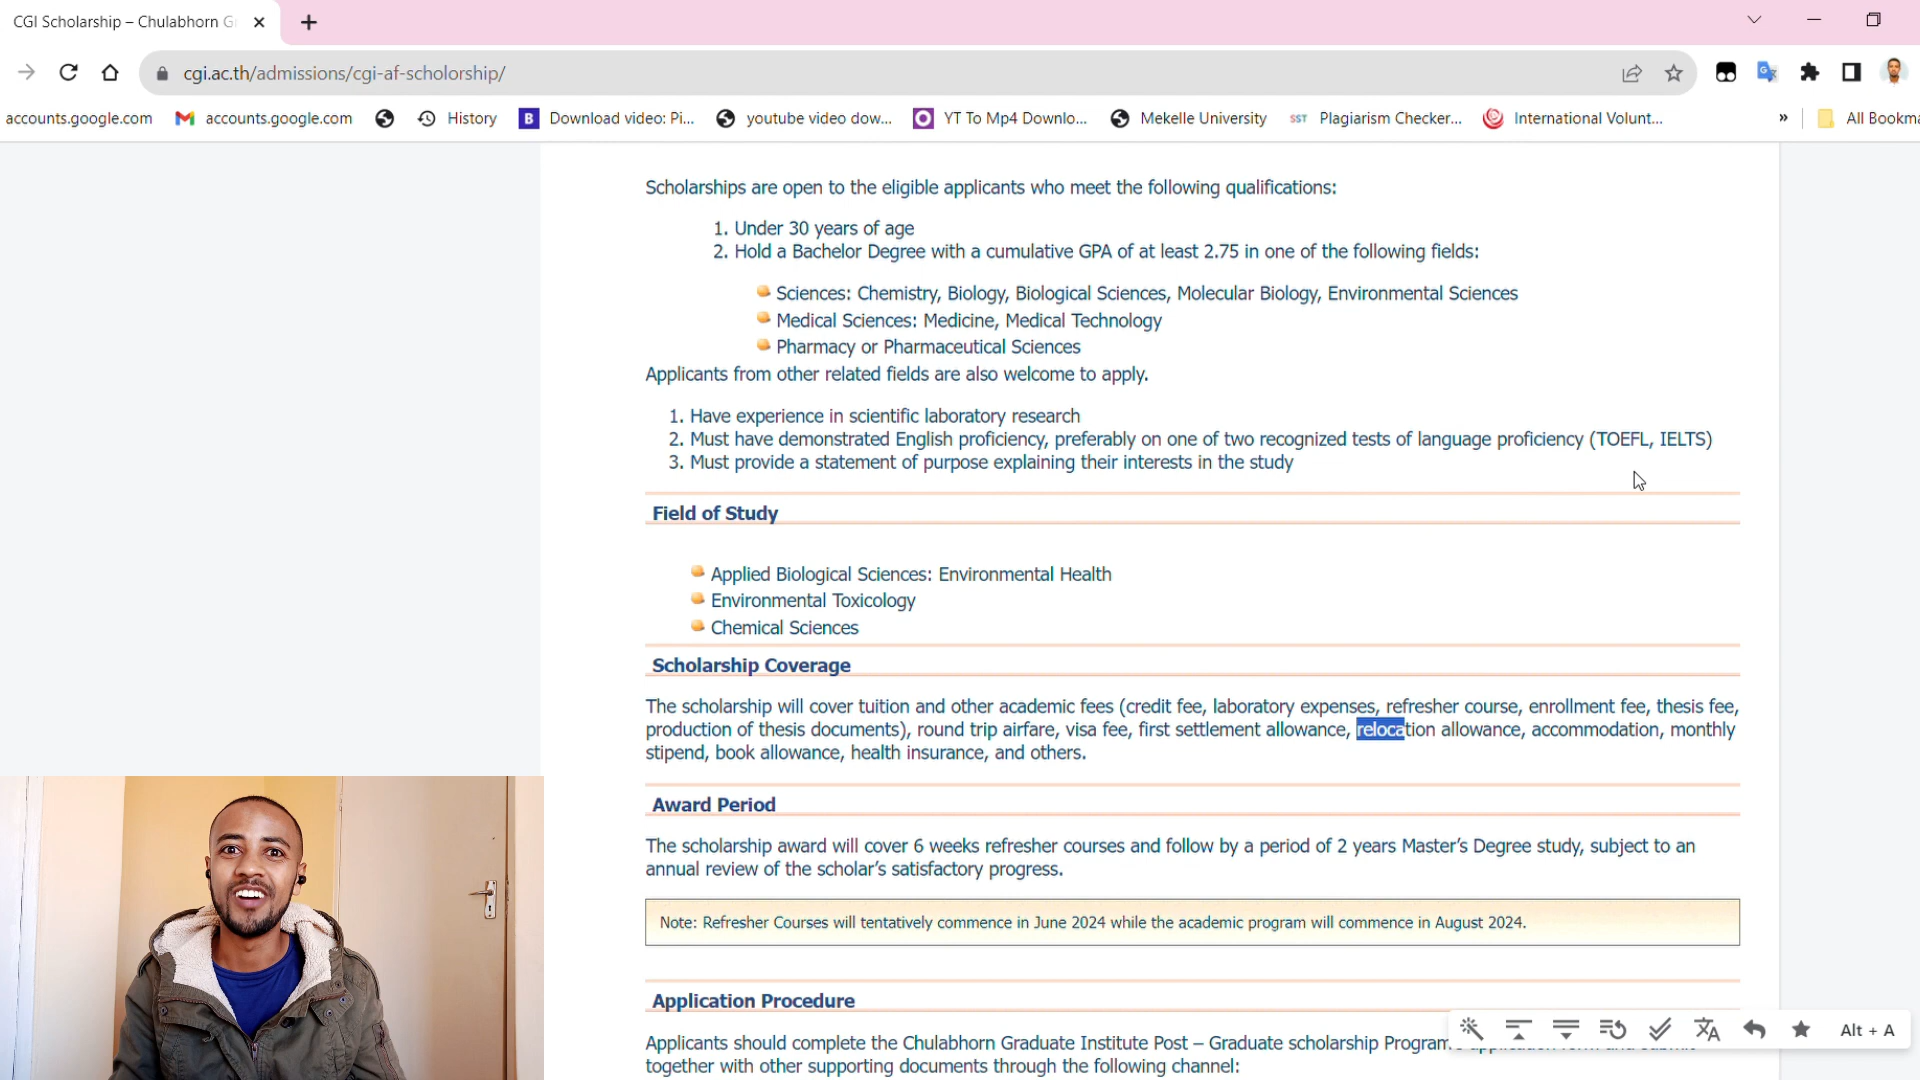 CGI Scholarship – Chulabhorn G
cgi.ac.th/admissions/cgi-af-scholorship/
accounts.google.com accounts.google.com History Download video: Pi... youtube video dow... YT To Mp4 Downlo... Mekelle University SST Plagiarism Checker... International Volunt... » All Bookma
Scholarships are open to the eligible applicants who meet the following qualifications:
1. Under 30 years of age
2. Hold a Bachelor Degree with a cumulative GPA of at least 2.75 in one of the following fields:
Sciences: Chemistry, Biology, Biological Sciences, Molecular Biology, Environmental Sciences
Medical Sciences: Medicine, Medical Technology
Pharmacy or Pharmaceutical Sciences
Applicants from other related fields are also welcome to apply.
1. Have experience in scientific laboratory research
2. Must have demonstrated English proficiency, preferably on one of two recognized tests of language proficiency (TOEFL, IELTS)
3. Must provide a statement of purpose explaining their interests in the study
Field of Study
Applied Biological Sciences: Environmental Health
Environmental Toxicology
Chemical Sciences
Scholarship Coverage
The scholarship will cover tuition and other academic fees (credit fee, laboratory expenses, refresher course, enrollment fee, thesis fee,
production of thesis documents), round trip airfare, visa fee, first settlement allowance, relocation allowance, accommodation, monthly
stipend, book allowance, health insurance, and others.
Award Period
The scholarship award will cover 6 weeks refresher courses and follow by a period of 2 years Master's Degree study, subject to an
annual review of the scholar's satisfactory progress.
Note: Refresher Courses will tentatively commence in June 2024 while the academic program will commence in August 2024.
Application Procedure
Applicants should complete the Chulabhorn Graduate Institute Post – Graduate scholarship Program
together with other supporting documents through the following channel:
Alt + A